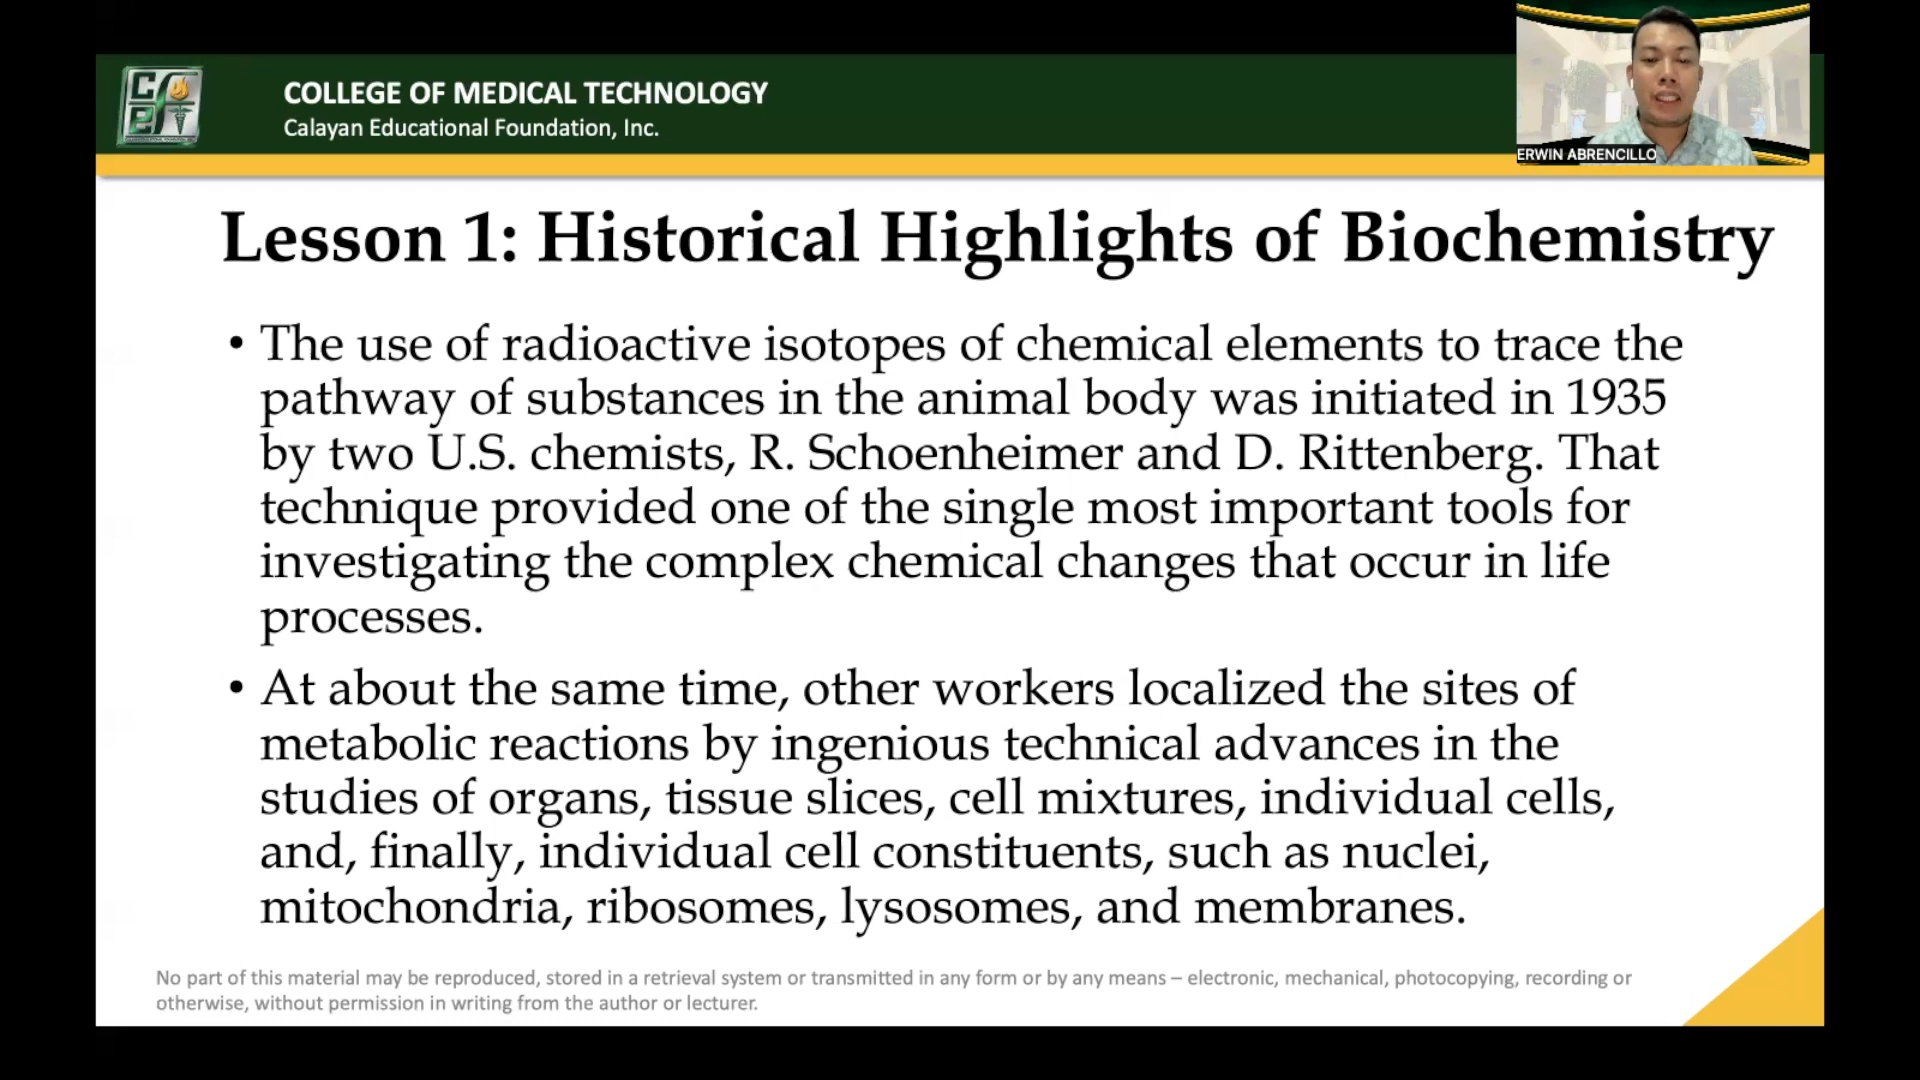 COLLEGE OF MEDICAL TECHNOLOGY
Calayan Educational Foundation, Inc.
ERWIN ABRENCILLO
Lesson 1: Historical Highlights of Biochemistry
• The use of radioactive isotopes of chemical elements to trace the
pathway of substances in the animal body was initiated in 1935
by two U.S. chemists, R. Schoenheimer and D. Rittenberg. That
technique provided one of the single most important tools for
investigating the complex chemical changes that occur in life
processes.
• At about the same time, other workers localized the sites of
metabolic reactions by ingenious technical advances in the
studies of organs, tissue slices, cell mixtures, individual cells,
and, finally, individual cell constituents, such as nuclei,
mitochondria, ribosomes, lysosomes, and membranes.
No part of this material may be reproduced, stored in a retrieval system or transmitted in any form or by any means – electronic, mechanical, photocopying, recording or
otherwise, without permission in writing from the author or lecturer.